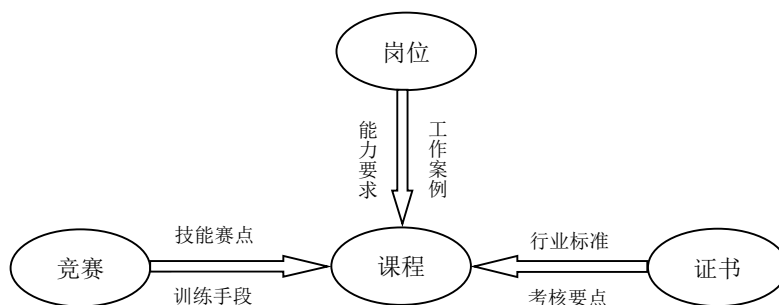 岗位
能力要求
工作案例
技能赛点
行业标准
竞赛
课程
证书
训练手段
考核要点